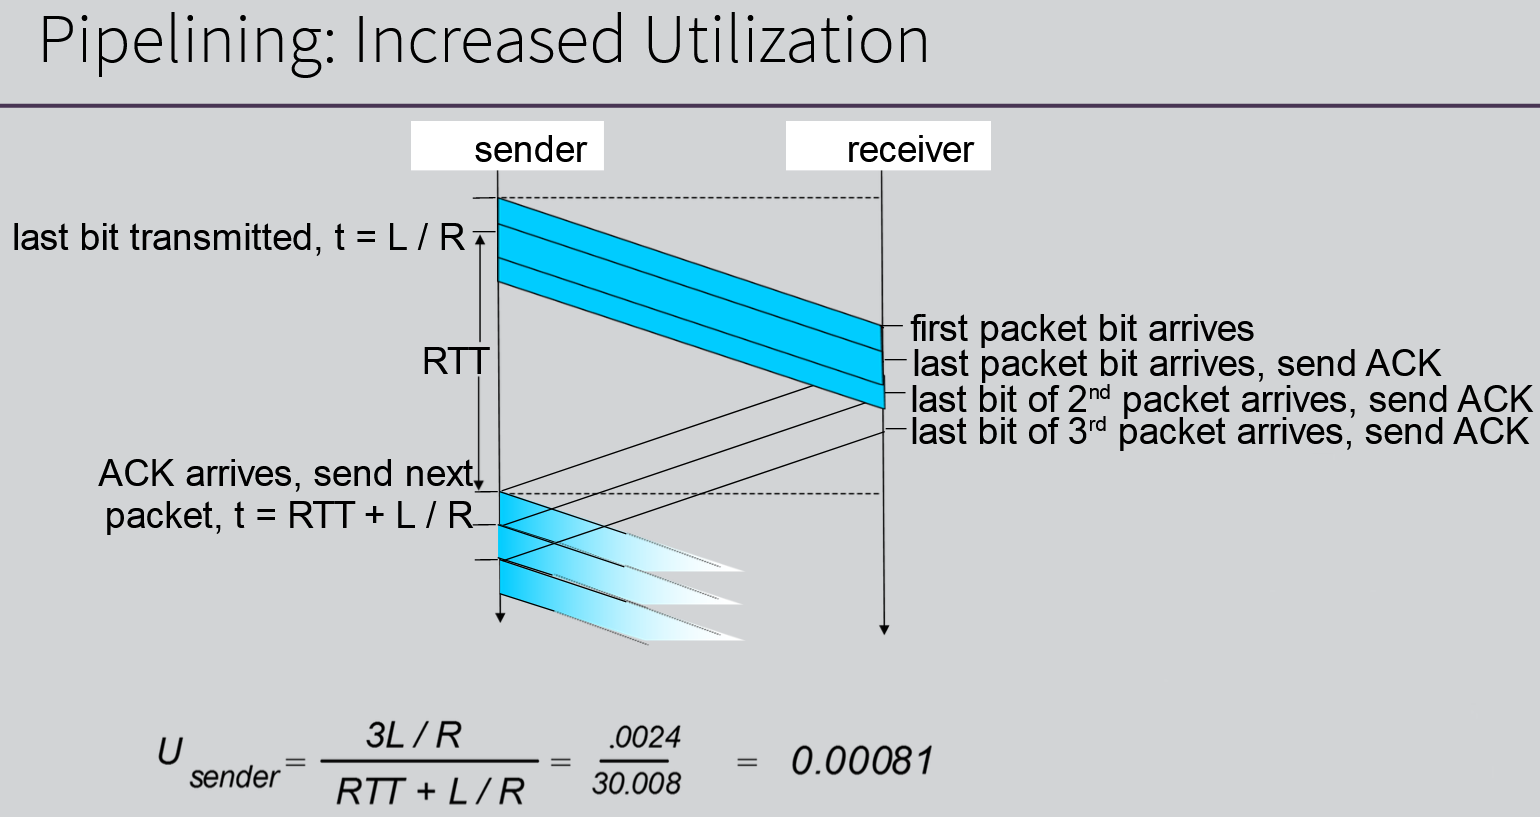 Pipelining: Increased Utilization
sender
receiver
last bit transmitted, t = L / R
first packet bit arrives
last packet bit arrives, send ACK
RTT
last bit of 2nd packet arrives, send ACK
last bit of 3rd packet arrives, send ACK
ACK arrives, send next
packet, t = RTT + L / R
U sender = 3L / R / RTT + L / R = .0024 / 30.008 = 0.00081